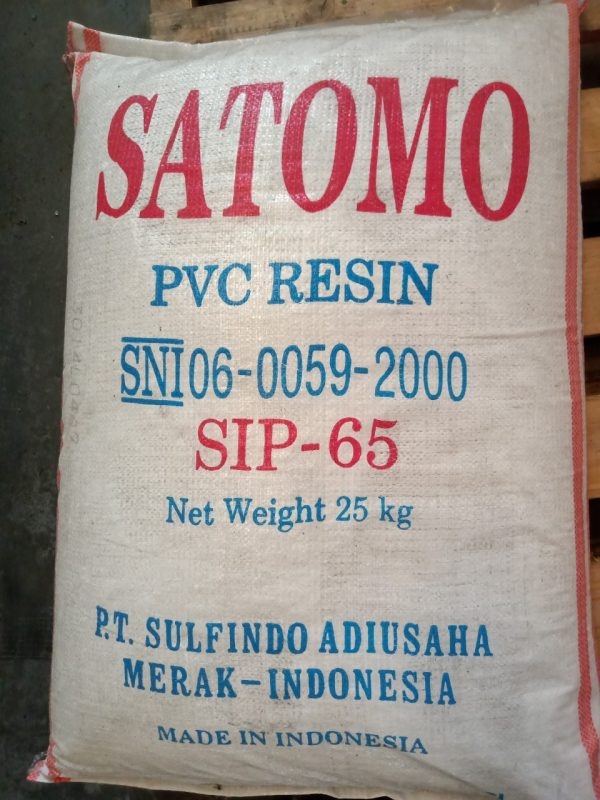 SATOMO
PVC RESIN
SNI 06-0059-2000
SIP-65
Net Weight 25 kg
P.T. SULFINDO ADIUSAHA
MERAK-INDONESIA
MADE IN INDONESIA